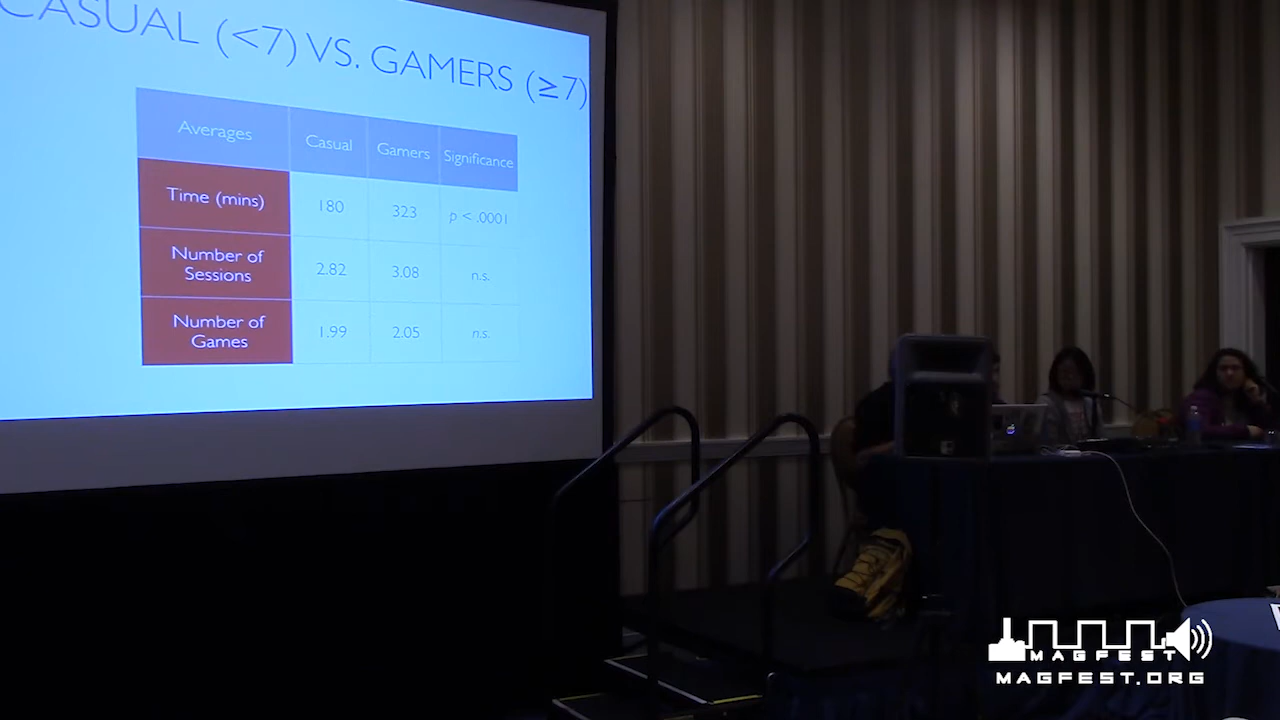 CASUAL (<7) VS. GAMERS (≥7)
Averages Casual Gamers Significance
Time (mins) 180 323 p < .0001
Number of
Sessions 2.82 3.08 n.s.
Number of
Games 1.99 2.05 n.s.
MAGFEST
MAGFEST.ORG